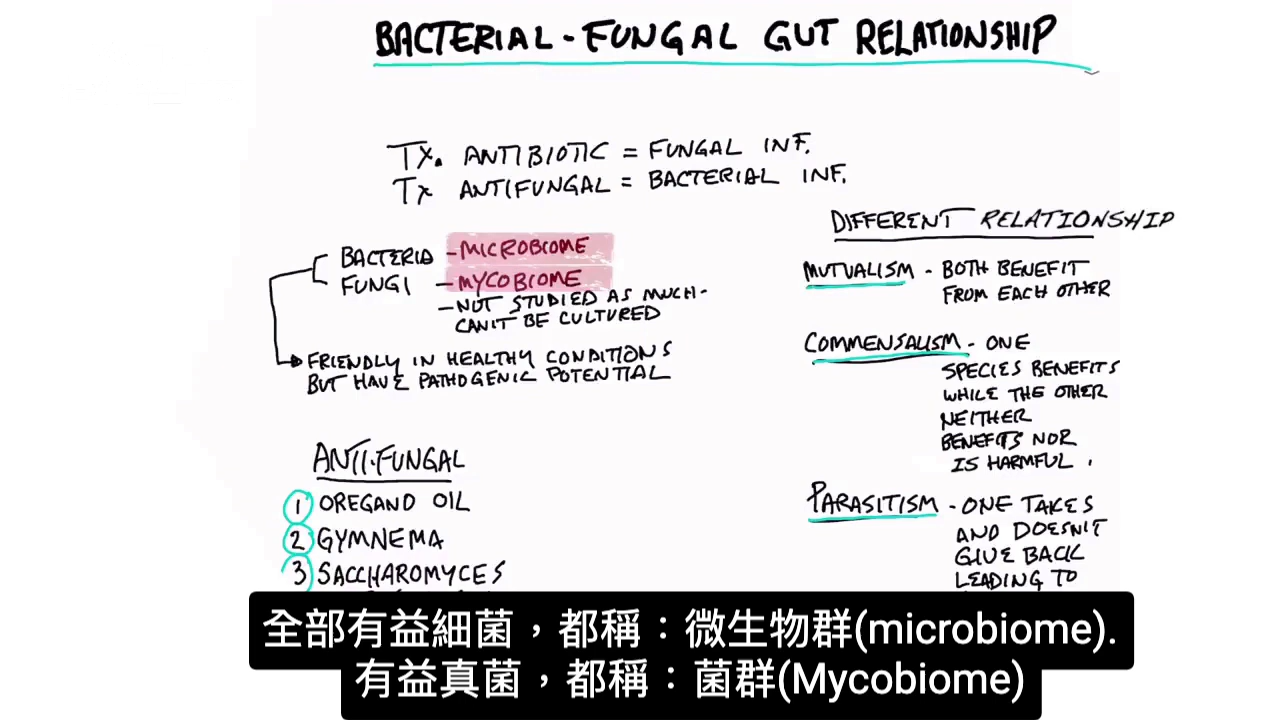 BACTERIAL-FUNGAL GUT RELATIONSHIP
TX. ANTIBIOTIC = FUNGAL INF.
TX ANTIFUNGAL = BACTERIAL INF.
BACTERIA - MICROBIOME
FUNGI - MYCOBIOME
- NOT STUDIED AS MUCH-
CAN'T BE CULTURED
FRIENDLY IN HEALTHY CONDITIONS
BUT HAVE PATHOGENIC POTENTIAL
ANTI-FUNGAL
1 OREGANO OIL
2 GYMNEMA
3 SACCHAROMYCES
DIFFERENT RELATIONSHIP
MUTUALISM - BOTH BENEFIT
FROM EACH OTHER
COMMENSALISM - ONE
SPECIES BENEFITS
WHILE THE OTHER
NEITHER
BENEFITS NOR
IS HARMFUL.
PARASITISM - ONE TAKES
AND DOESN'T
GIVE BACK
LEADING TO
全部有益細菌，都稱：微生物群(microbiome).
有益真菌，都稱：菌群(Mycobiome)